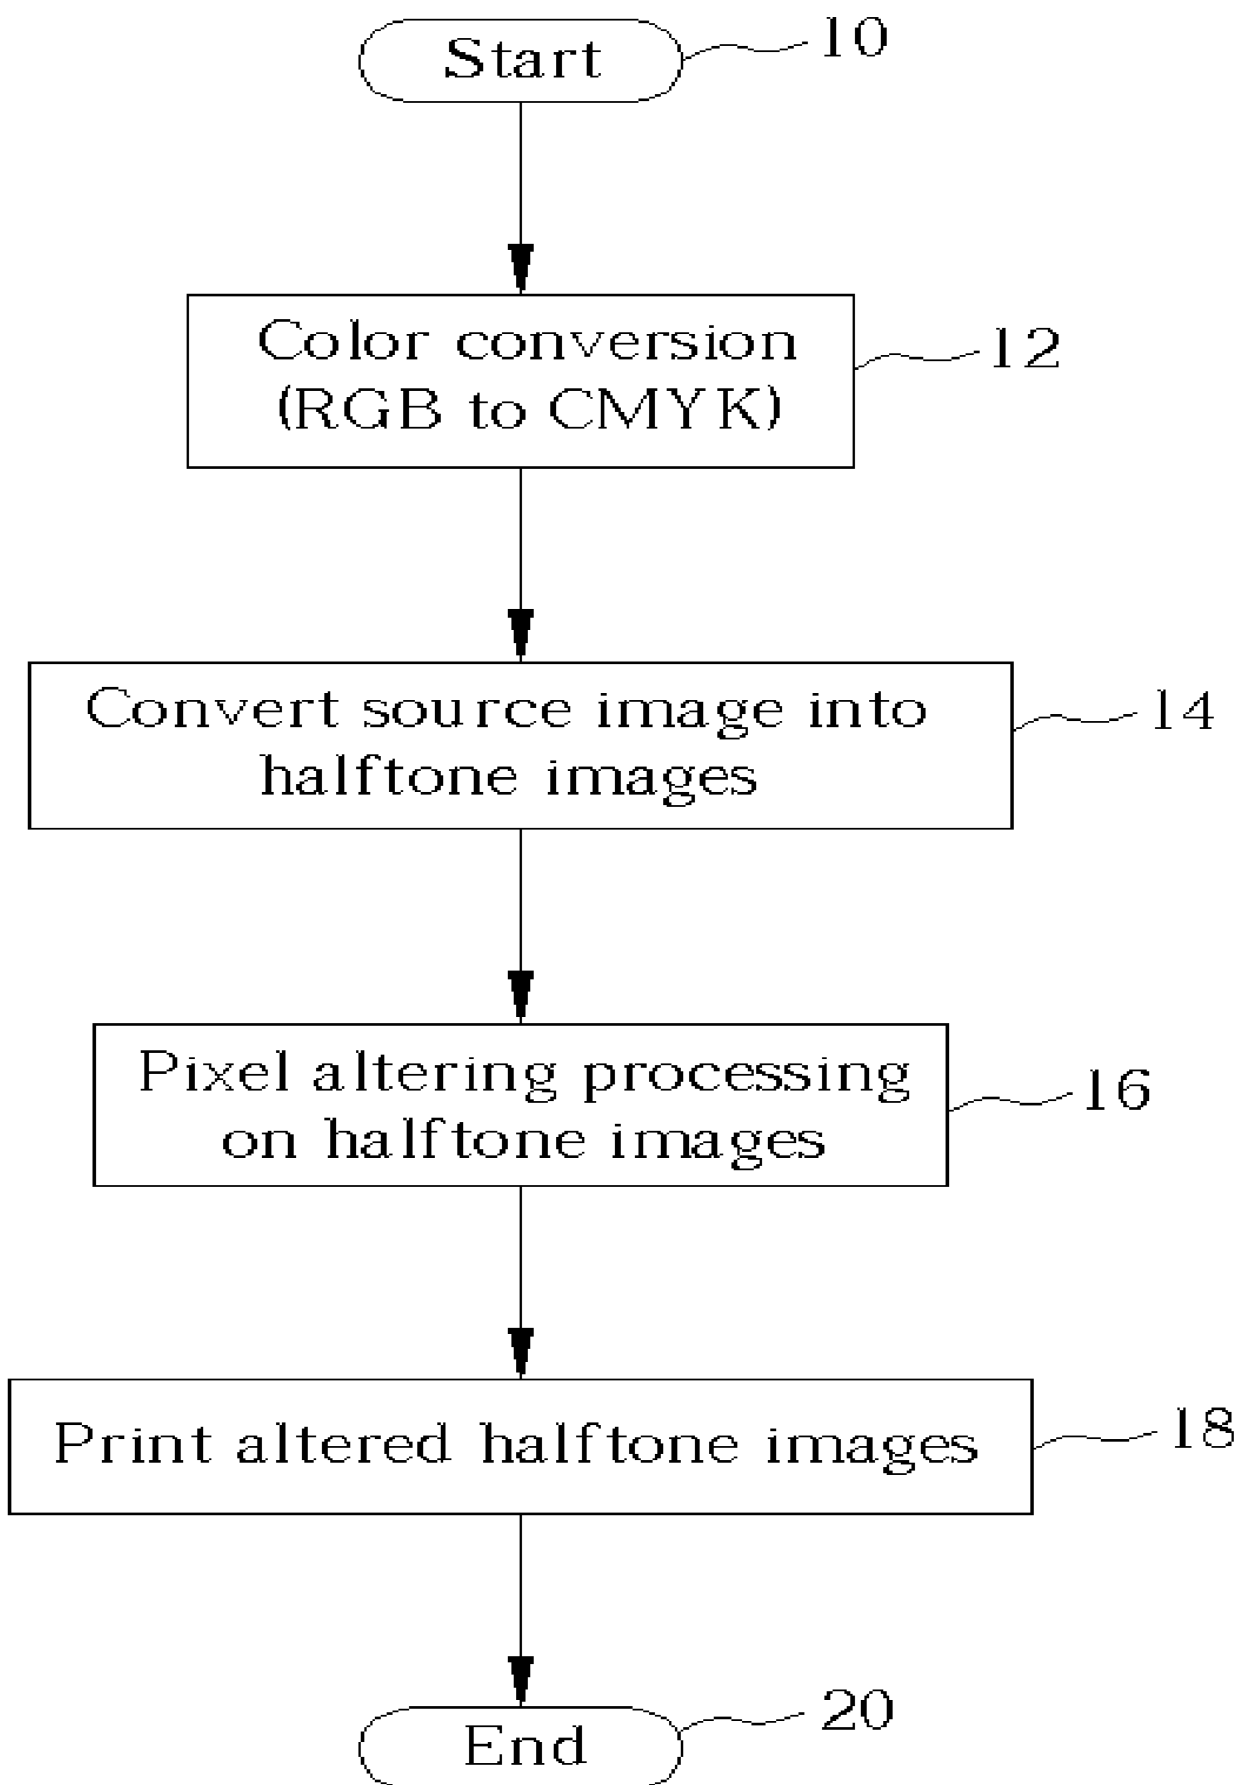 Start
10
Color conversion
(RGB to CMYK)
12
Convert source image into
halftone images
14
Pixel altering processing
on halftone images
16
Print altered halftone images
18
End
20